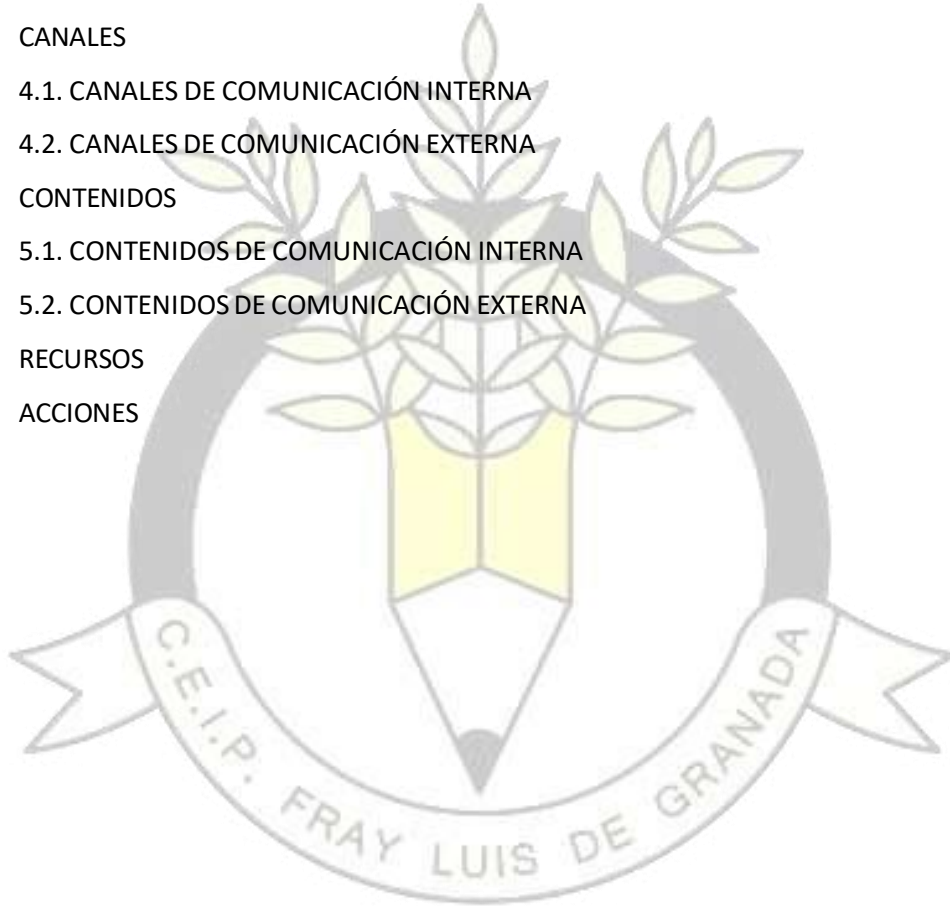 CANALES
4.1. CANALES DE COMUNICACIÓN INTERNA
4.2. CANALES DE COMUNICACIÓN EXTERNA
CONTENIDOS
5.1. CONTENIDOS DE COMUNICACIÓN INTERNA
5.2. CONTENIDOS DE COMUNICACIÓN EXTERNA
RECURSOS
ACCIONES
C.E.I.P. FRAY LUIS DE GRANADA